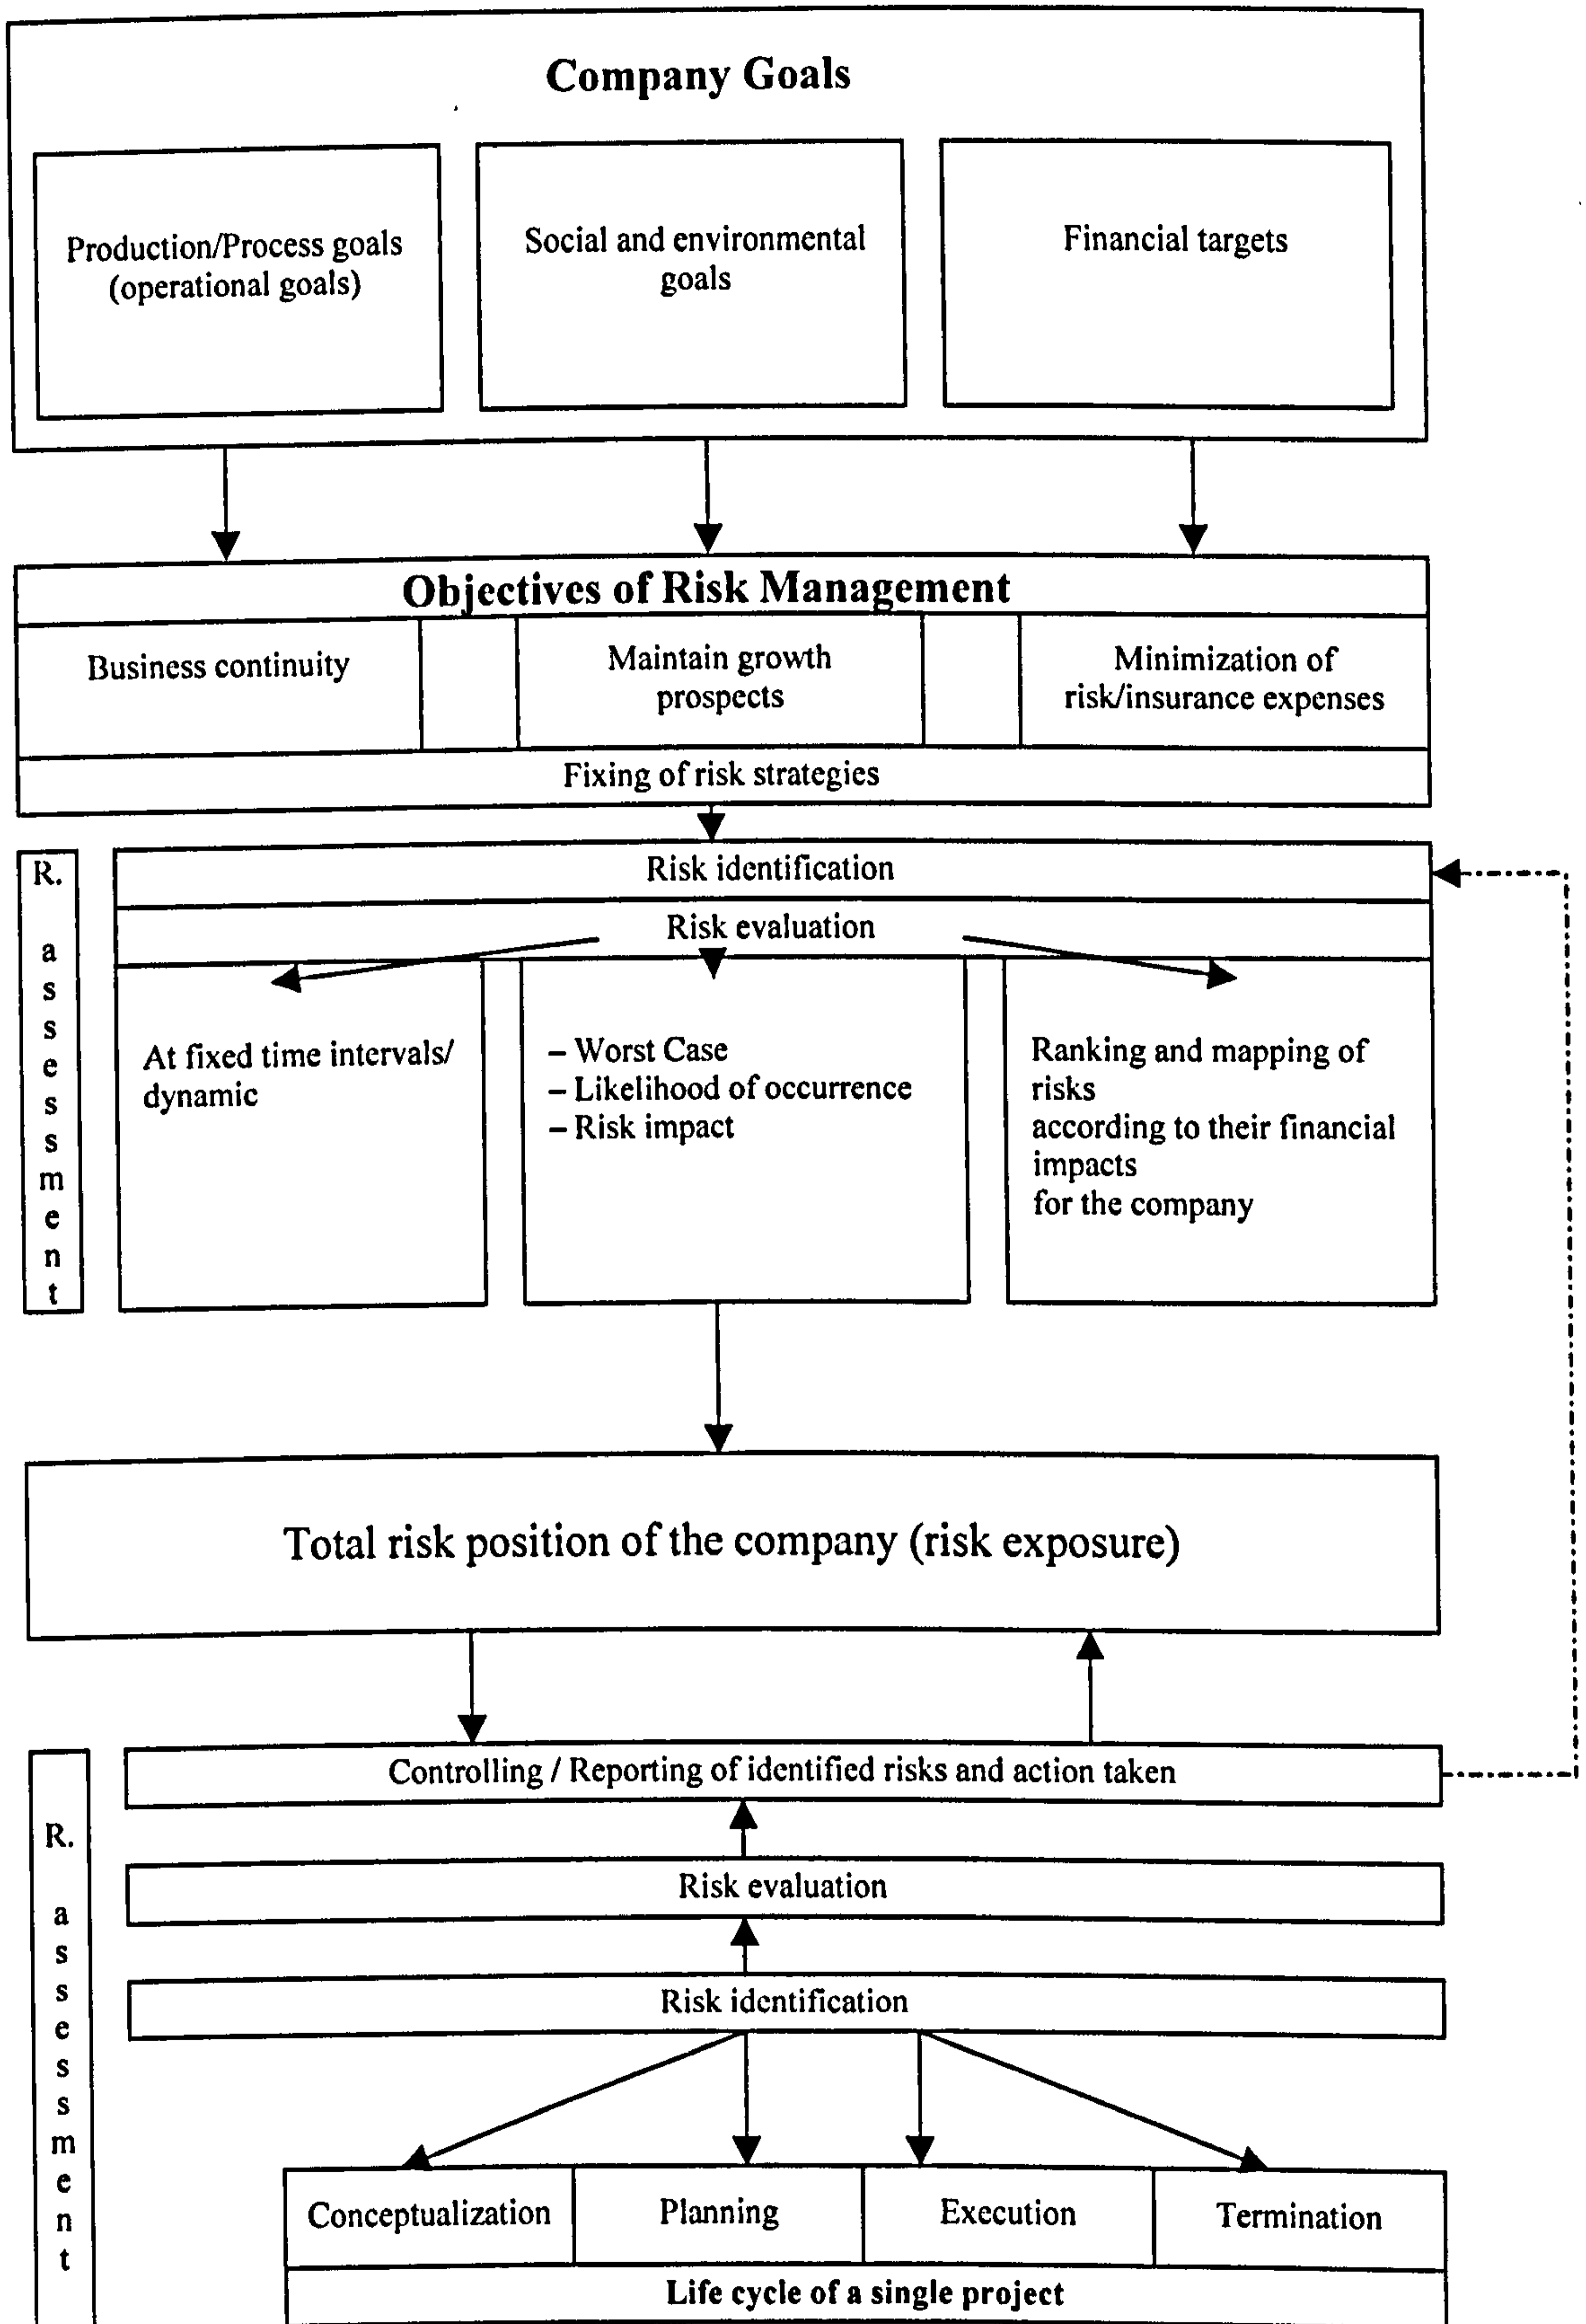 Company Goals
Production/Process goals
(operational goals)
Social and environmental
goals
Financial targets
Objectives of Risk Management
Business continuity
Maintain growth
prospects
Minimization of
risk/insurance expenses
Fixing of risk strategies
R.
a
s
s
e
s
s
m
e
n
t
Risk identification
Risk evaluation
At fixed time intervals/
dynamic
– Worst Case
– Likelihood of occurrence
– Risk impact
Ranking and mapping of
risks
according to their financial
impacts
for the company
Total risk position of the company (risk exposure)
R.
a
s
s
e
s
s
m
e
n
t
Controlling / Reporting of identified risks and action taken
Risk evaluation
Risk identification
Conceptualization
Planning
Execution
Termination
Life cycle of a single project